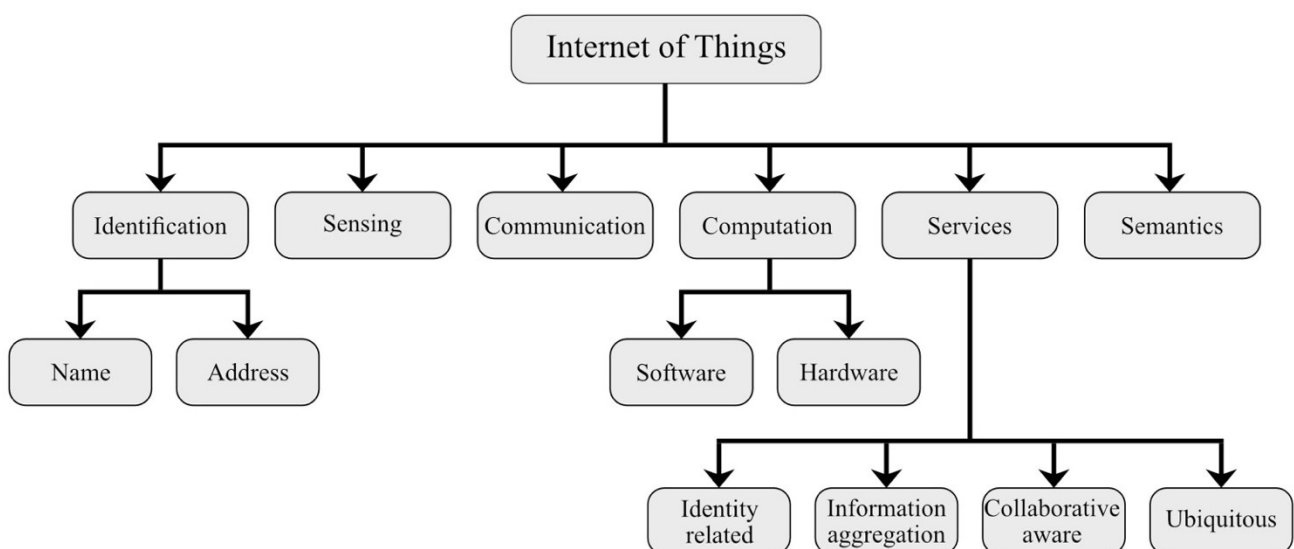 Internet of Things
Identification
Sensing
Communication
Computation
Services
Semantics
Name
Address
Software
Hardware
Identity
related
Information
aggregation
Collaborative
aware
Ubiquitous